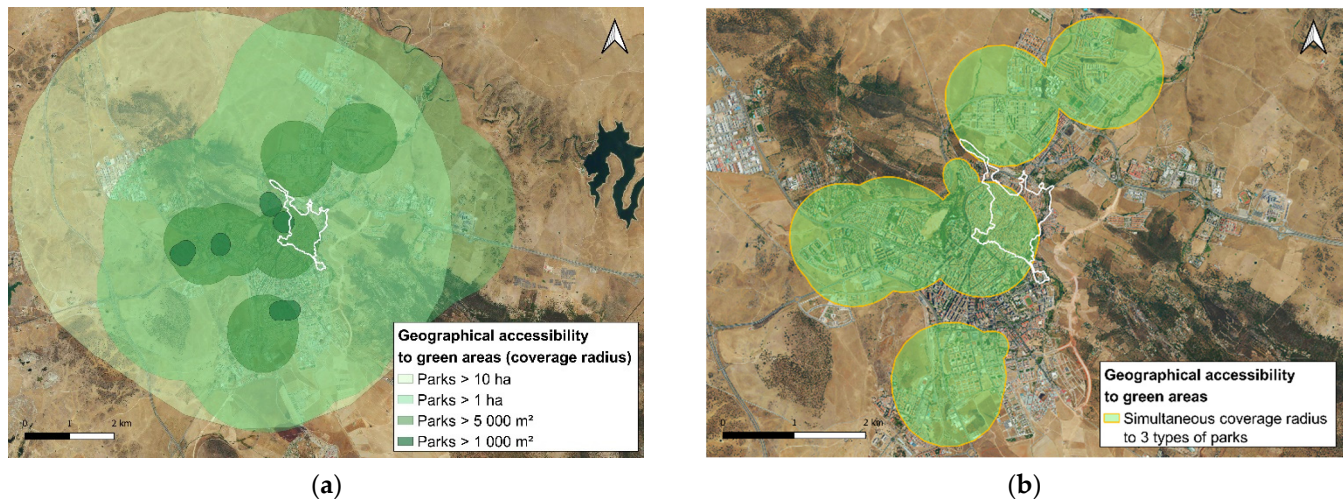 Geographical accessibility
to green areas (coverage radius)
Parks > 10 ha
Parks > 1 ha
Parks > 5 000 m²
Parks > 1 000 m²
0 1 2 km
(a)
Geographical accessibility
to green areas
Simultaneous coverage radius
to 3 types of parks
0 1 2 km
(b)